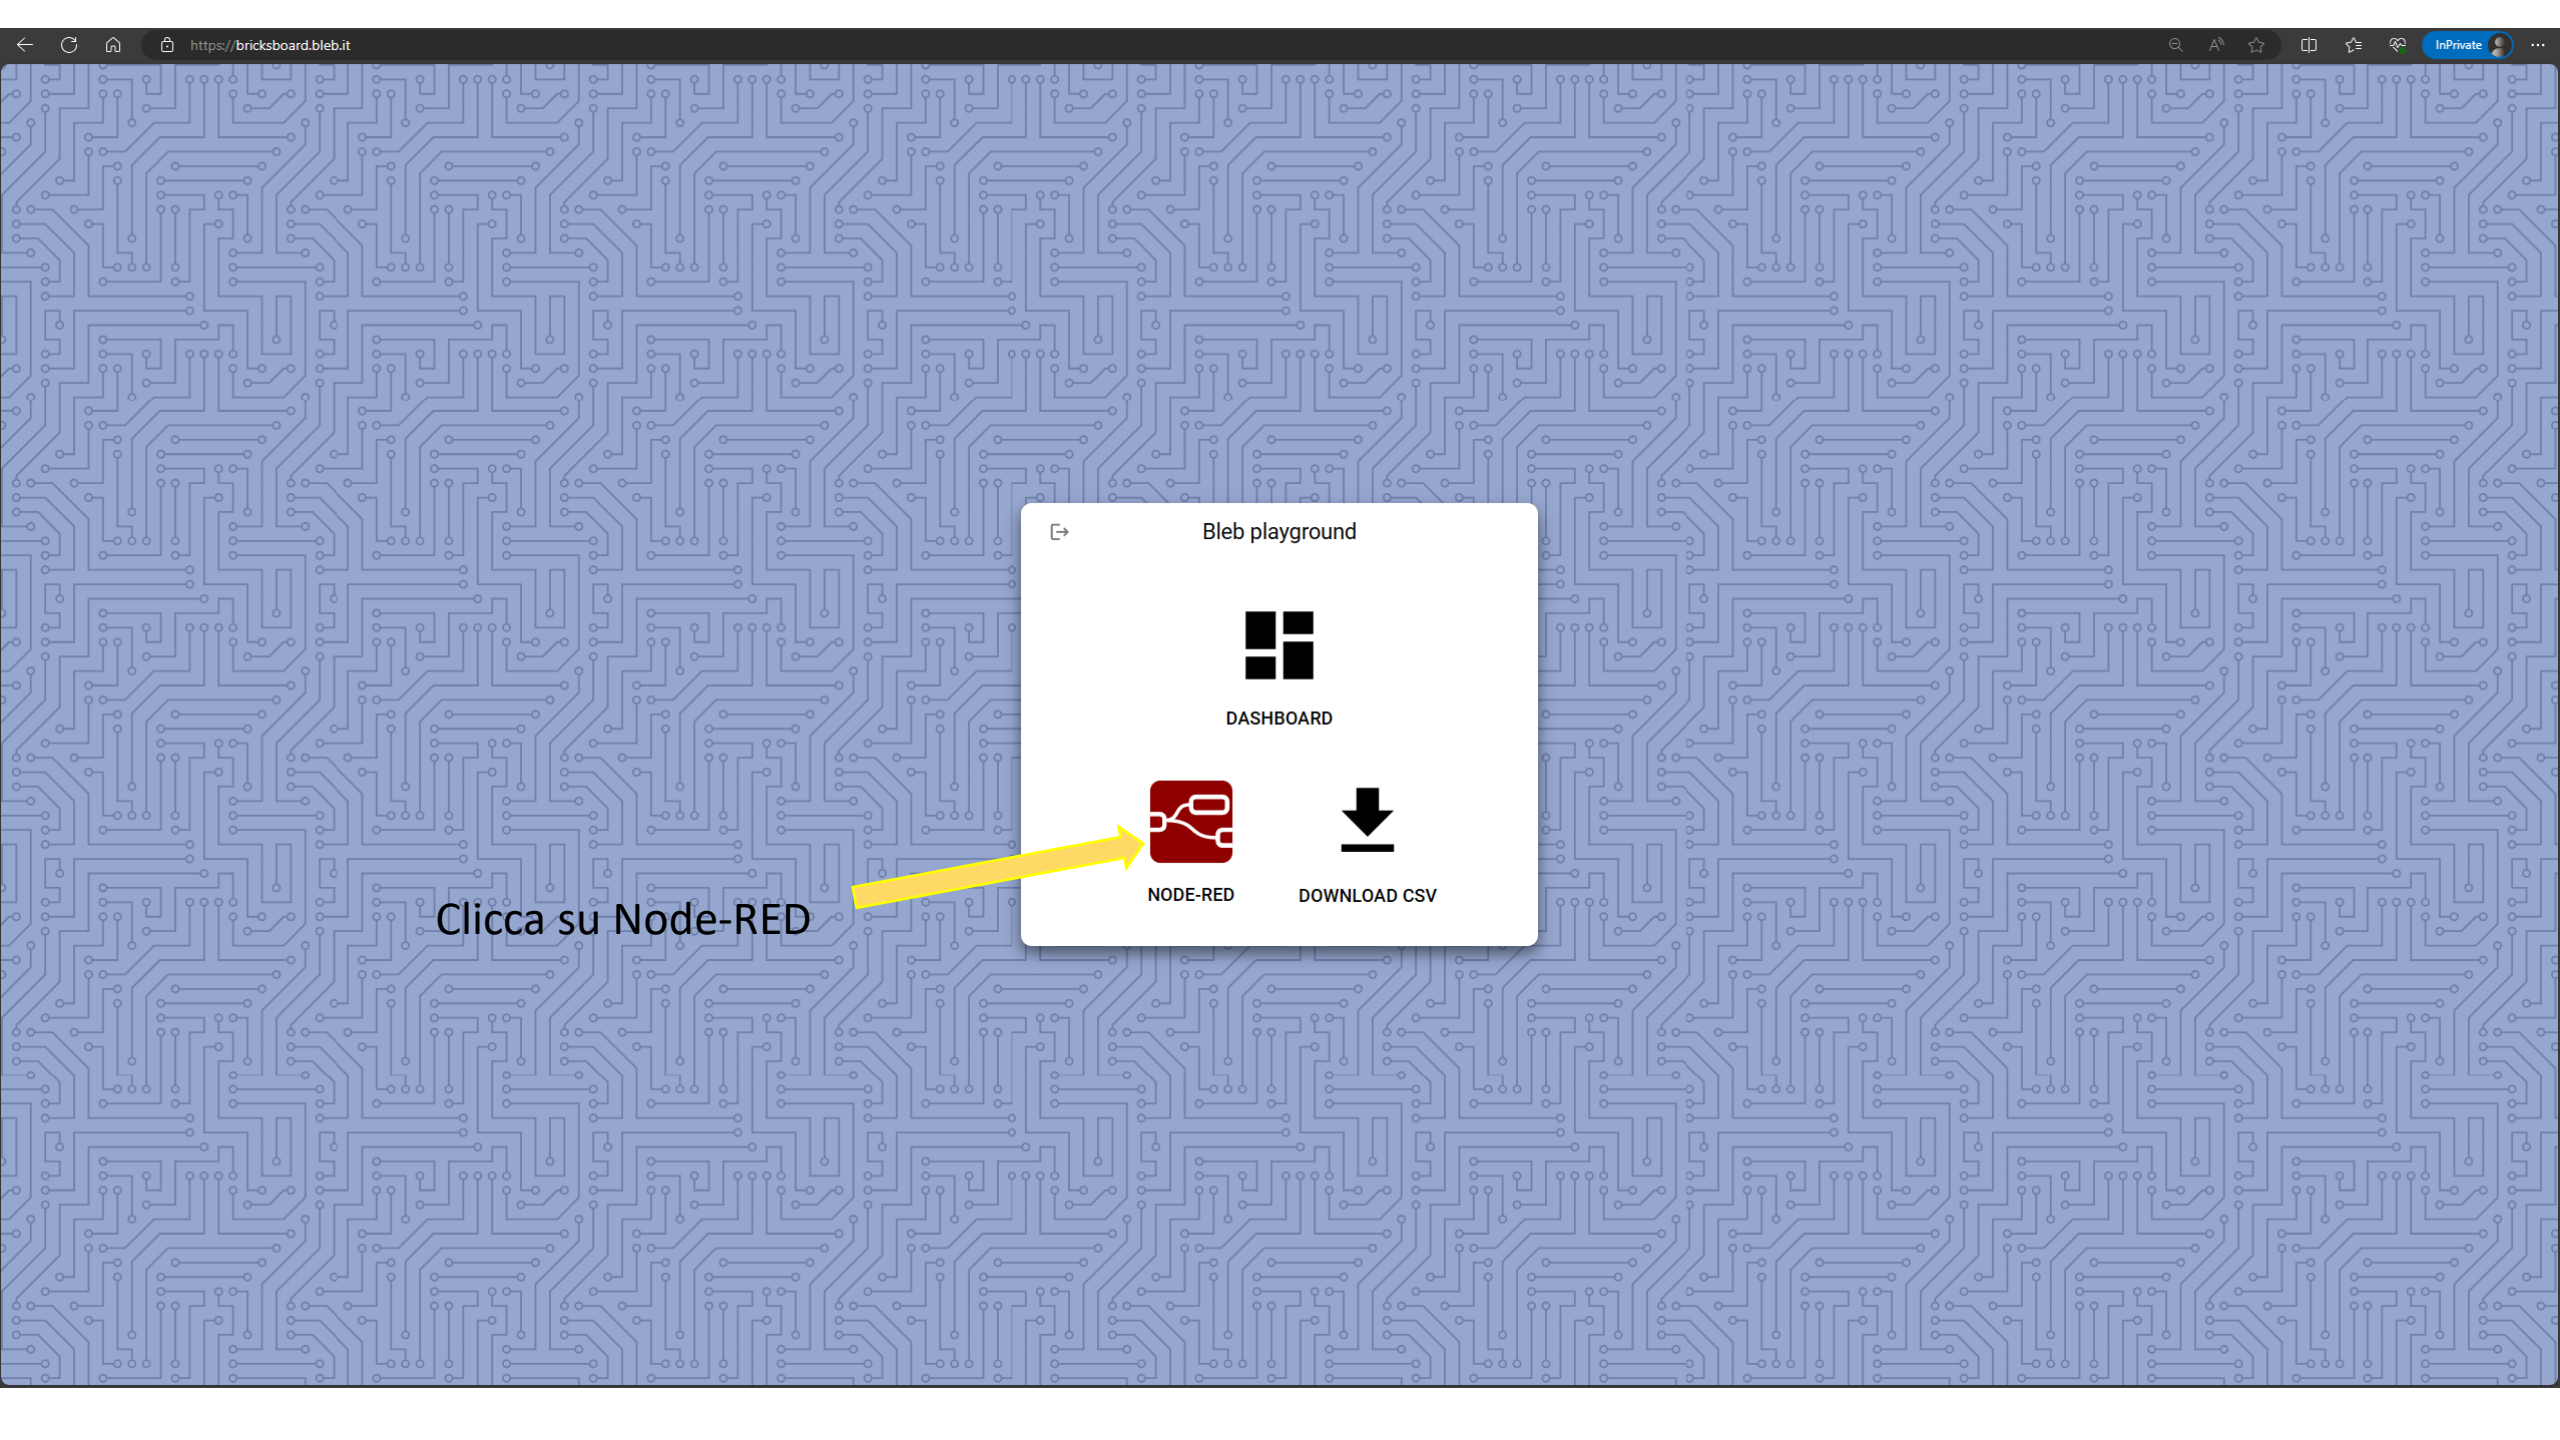 https://bricksboard.bleb.it
InPrivate
Bleb playground
DASHBOARD
NODE-RED
DOWNLOAD CSV
Clicca su Node-RED